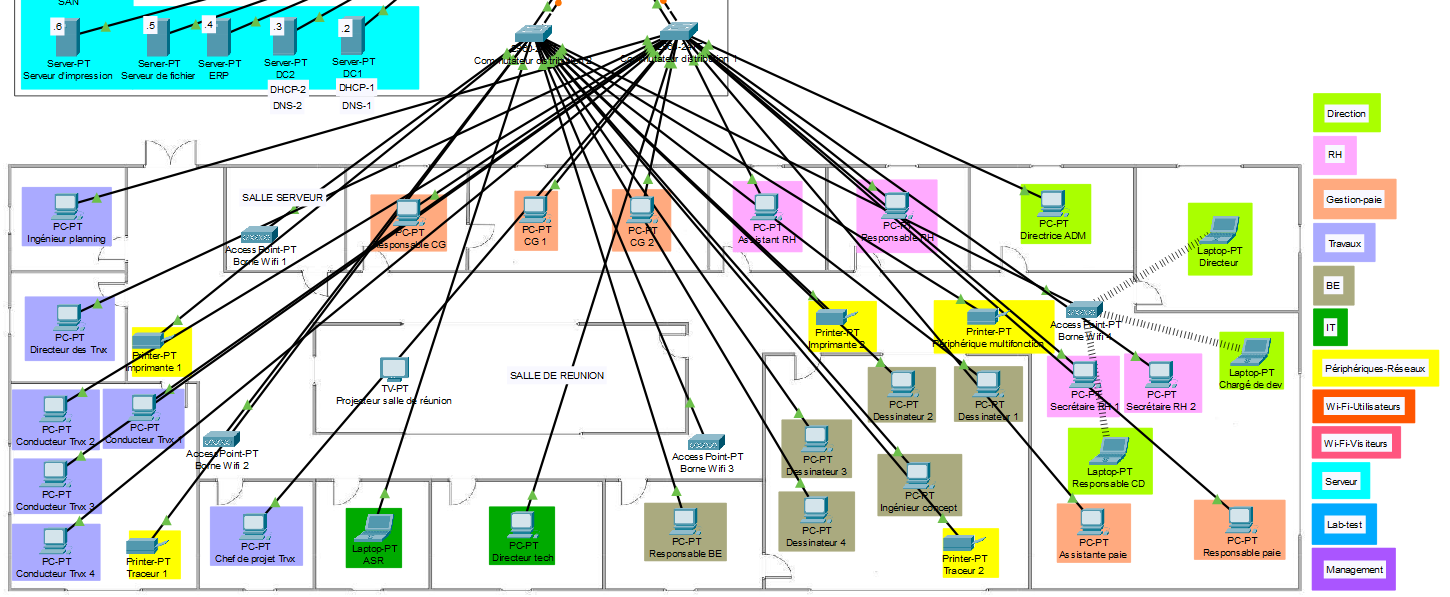 SAN
.6
.5
.4
.3
.2
Server-PT
Serveur d'impression
Server-PT
Serveur de fichier
Server-PT
ERP
Server-PT
DC2
Server-PT
DC1
DHCP-2
DHCP-1
DNS-2
DNS-1
Commutateur distribution 2
Commutateur distribution 1
Direction
RH
Gestion-paie
Travaux
BE
IT
Périphériques-Réseaux
Wi-Fi-Utilisateurs
Wi-Fi-Visiteurs
Serveur
Lab-test
Management
SALLE SERVEUR
PC-PT
Ingénieur planning
Access Point-PT
Borne Wifi 1
PC-PT
Responsable CG
PC-PT
CG 1
PC-PT
CG 2
PC-PT
Assistant RH
PC-PT
Responsable RH
PC-PT
Directrice ADM
Laptop-PT
Directeur
PC-PT
Directeur des Trvx
Printer-PT
Imprimante 1
Printer-PT
Imprimante 2
Printer-PT
Périphérique multifonction
Access Point-PT
Borne Wifi 4
Laptop-PT
Chargé de dev
SALLE DE REUNION
TV-PT
Projecteur salle de réunion
PC-PT
Conducteur Trvx 2
PC-PT
Conducteur Trvx 1
Access Point-PT
Borne Wifi 2
Access Point-PT
Borne Wifi 3
PC-PT
Dessinateur 2
PC-PT
Dessinateur 1
PC-PT
Secrétaire RH 1
PC-PT
Secrétaire RH 2
PC-PT
Dessinateur 3
PC-PT
Ingénieur concept
Laptop-PT
Responsable CD
PC-PT
Conducteur Trvx 3
PC-PT
Conducteur Trvx 4
Printer-PT
Traceur 1
PC-PT
Chef de projet Trvx
Laptop-PT
ASR
PC-PT
Directeur tech
PC-PT
Responsable BE
PC-PT
Dessinateur 4
Printer-PT
Traceur 2
PC-PT
Assistante paie
PC-PT
Responsable paie